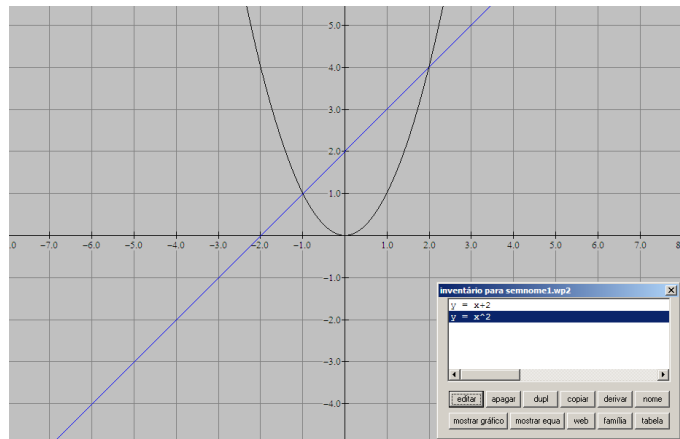 5.0
4.0
3.0
2.0
1.0
.0 −7.0 −6.0 −5.0 −4.0 −3.0 −2.0 −1.0 1.0 2.0 3.0 4.0 5.0 6.0 7.0 8
−1.0
−2.0
−3.0
−4.0
inventário para semnome1.wp2
y = x+2
y = x^2
editar apagar dupl copiar derivar nome
mostrar gráfico mostrar equa web família tabela